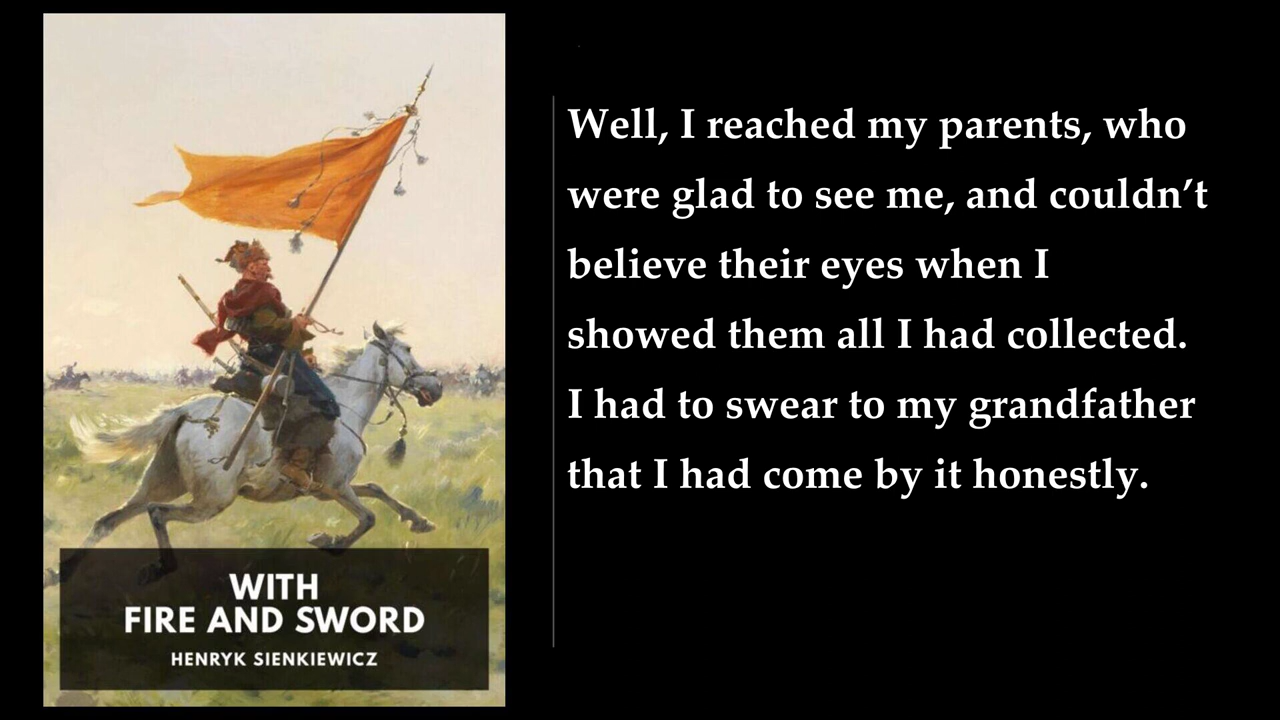 WITH
FIRE AND SWORD
HENRYK SIENKIEWICZ
Well, I reached my parents, who
were glad to see me, and couldn’t
believe their eyes when I
showed them all I had collected.
I had to swear to my grandfather
that I had come by it honestly.